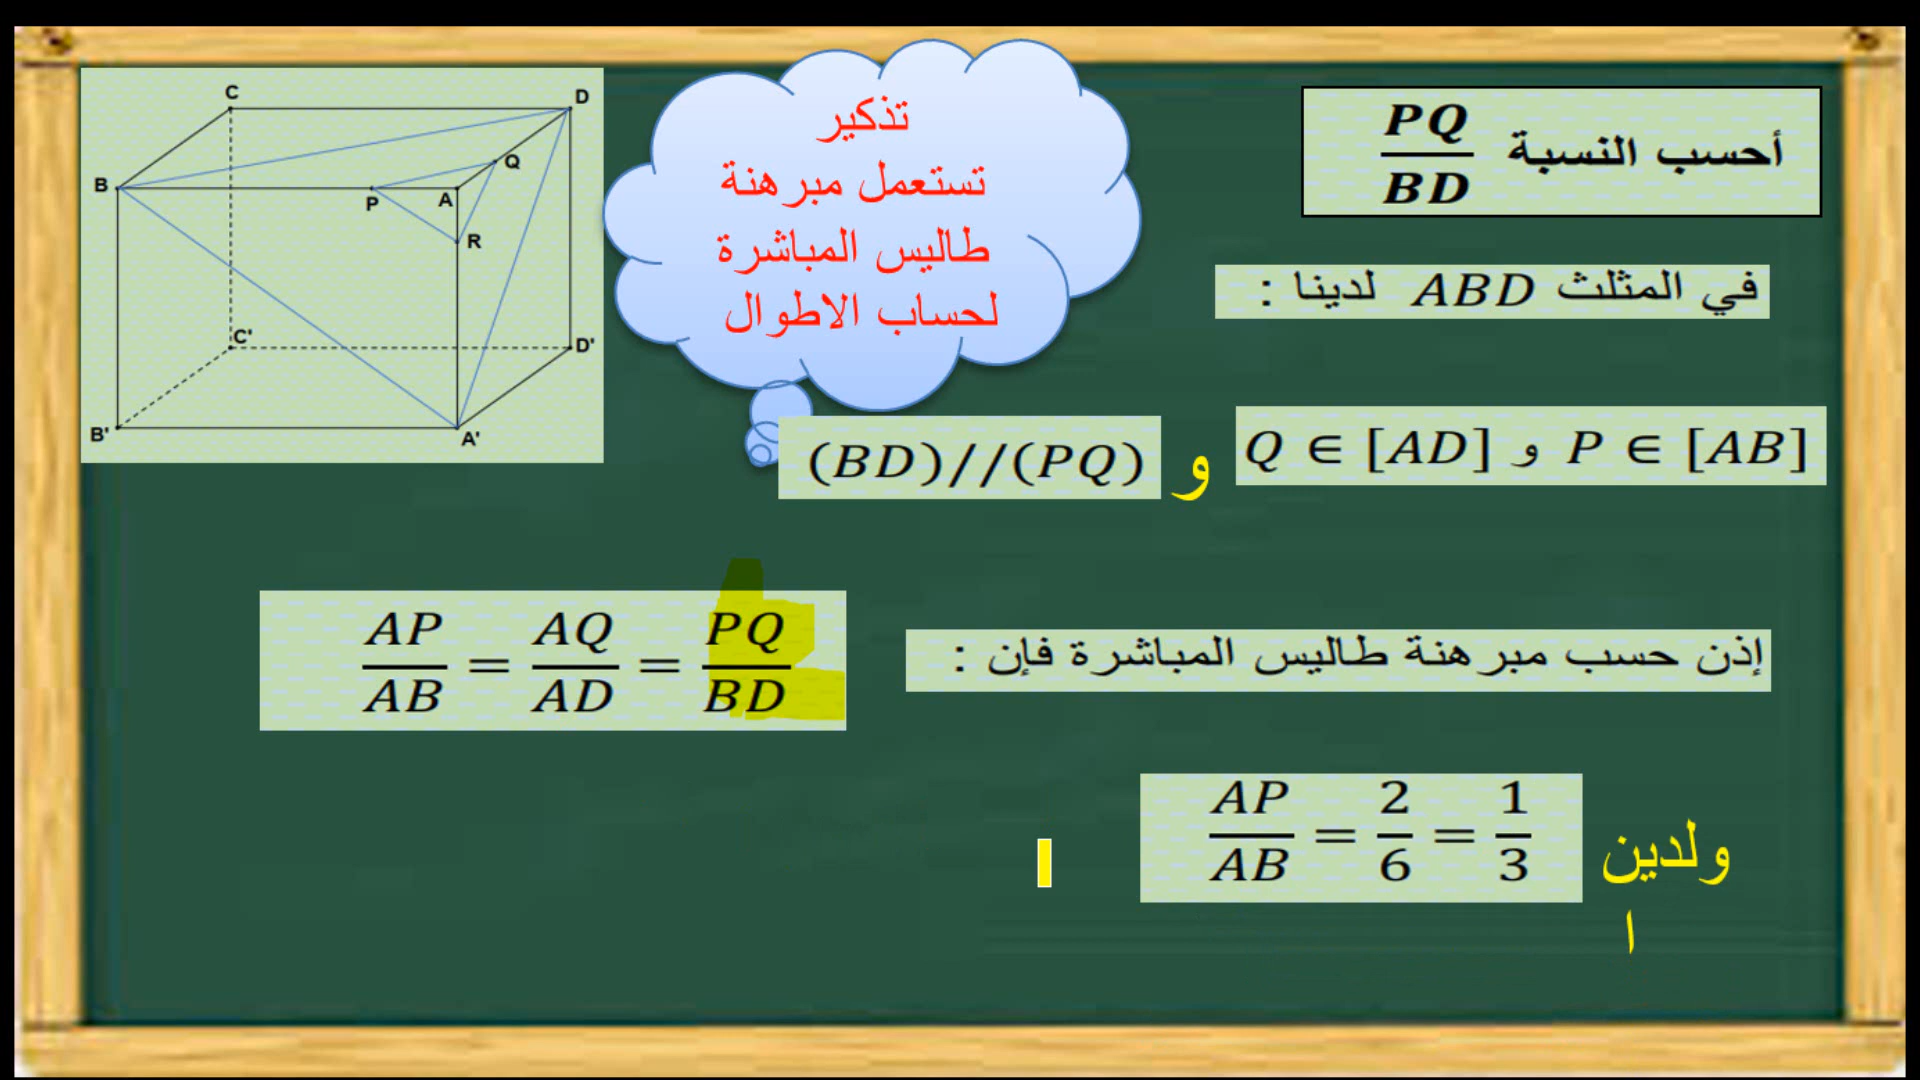 أحسب النسبة PQ/BD
تذكير
تستعمل مبرهنة
طاليس المباشرة
لحساب الاطوال
C
D
B
P
A
Q
R
C'
D'
B'
A'
في المثلث ABD لدينا :
Q ∈ [AD] و P ∈ [AB]
و
(BD)//(PQ)
إذن حسب مبرهنة طاليس المباشرة فإن :
AP/AB = AQ/AD = PQ/BD
ولدين
ا
AP/AB = 2/6 = 1/3